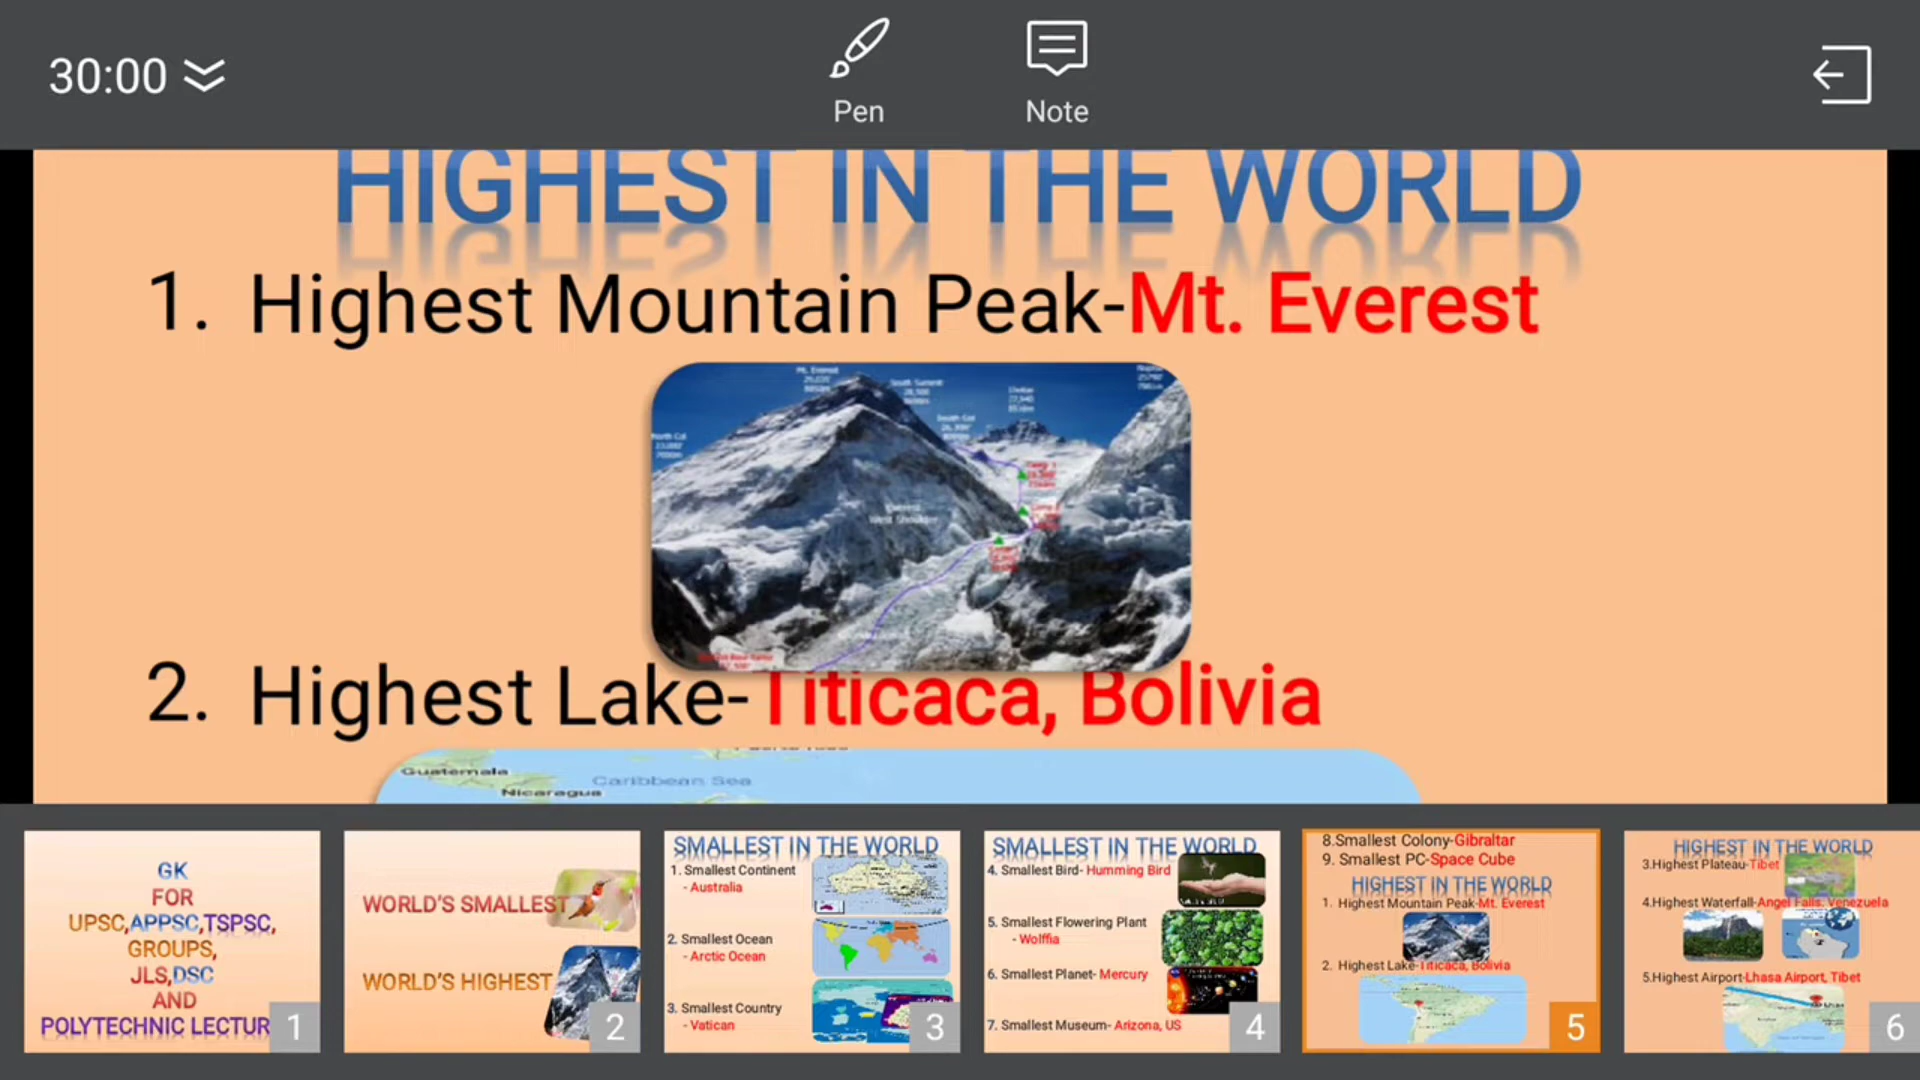 30:00
Pen
Note
HIGHEST IN THE WORLD
1. Highest Mountain Peak-Mt. Everest
Mt. Everest
South Summit
2. Highest Lake-Titicaca, Bolivia
Guatemala
Caribbean Sea
Nicaragua
GK
FOR
UPSC,APPSC,TSPSC,
GROUPS,
JLS,DSC
AND
POLYTECHNIC LECTUR
1
WORLD'S SMALLEST
WORLD'S HIGHEST
2
SMALLEST IN THE WORLD
1. Smallest Continent
- Australia
2. Smallest Ocean
- Arctic Ocean
3. Smallest Country
- Vatican
3
SMALLEST IN THE WORLD
4. Smallest Bird- Humming Bird
5. Smallest Flowering Plant
- Wolffia
6. Smallest Planet- Mercury
7. Smallest Museum- Arizona, US
4
8.Smallest Colony-Gibraltar
9. Smallest PC-Space Cube
HIGHEST IN THE WORLD
1. Highest Mountain Peak-Mt. Everest
2. Highest Lake-Titicaca, Bolivia
5
HIGHEST IN THE WORLD
3.Highest Plateau-Tibet
4.Highest Waterfall-Angel Falls, Venezuela
5.Highest Airport-Lhasa Airport, Tibet
6